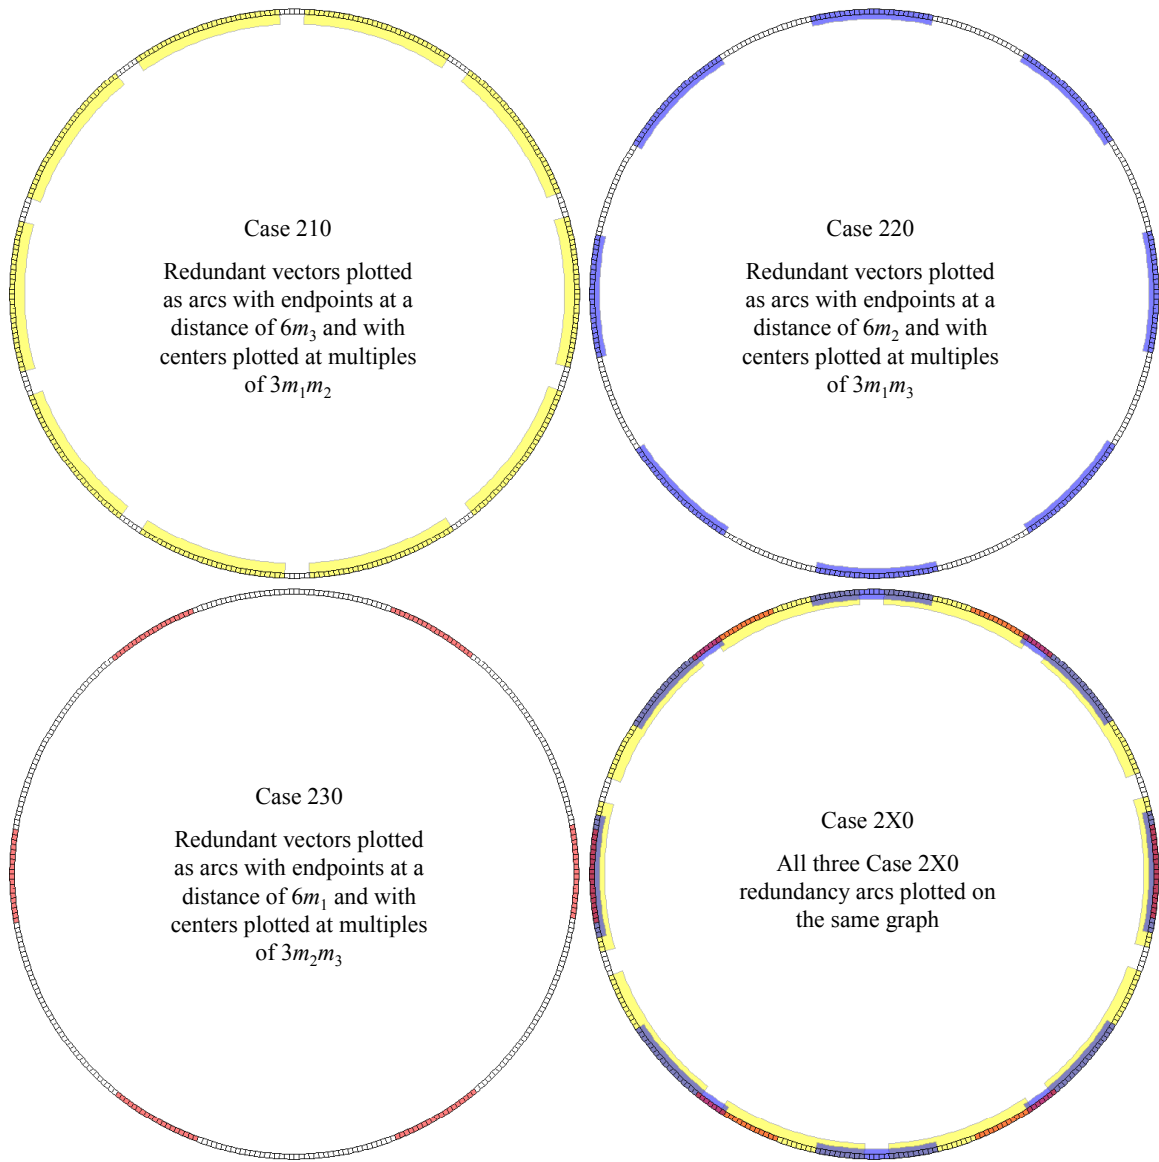 Case 210
Redundant vectors plotted
as arcs with endpoints at a
distance of 6m₃ and with
centers plotted at multiples
of 3m₁m₂
Case 220
Redundant vectors plotted
as arcs with endpoints at a
distance of 6m₂ and with
centers plotted at multiples
of 3m₁m₃
Case 230
Redundant vectors plotted
as arcs with endpoints at a
distance of 6m₁ and with
centers plotted at multiples
of 3m₂m₃
Case 2X0
All three Case 2X0
redundancy arcs plotted on
the same graph